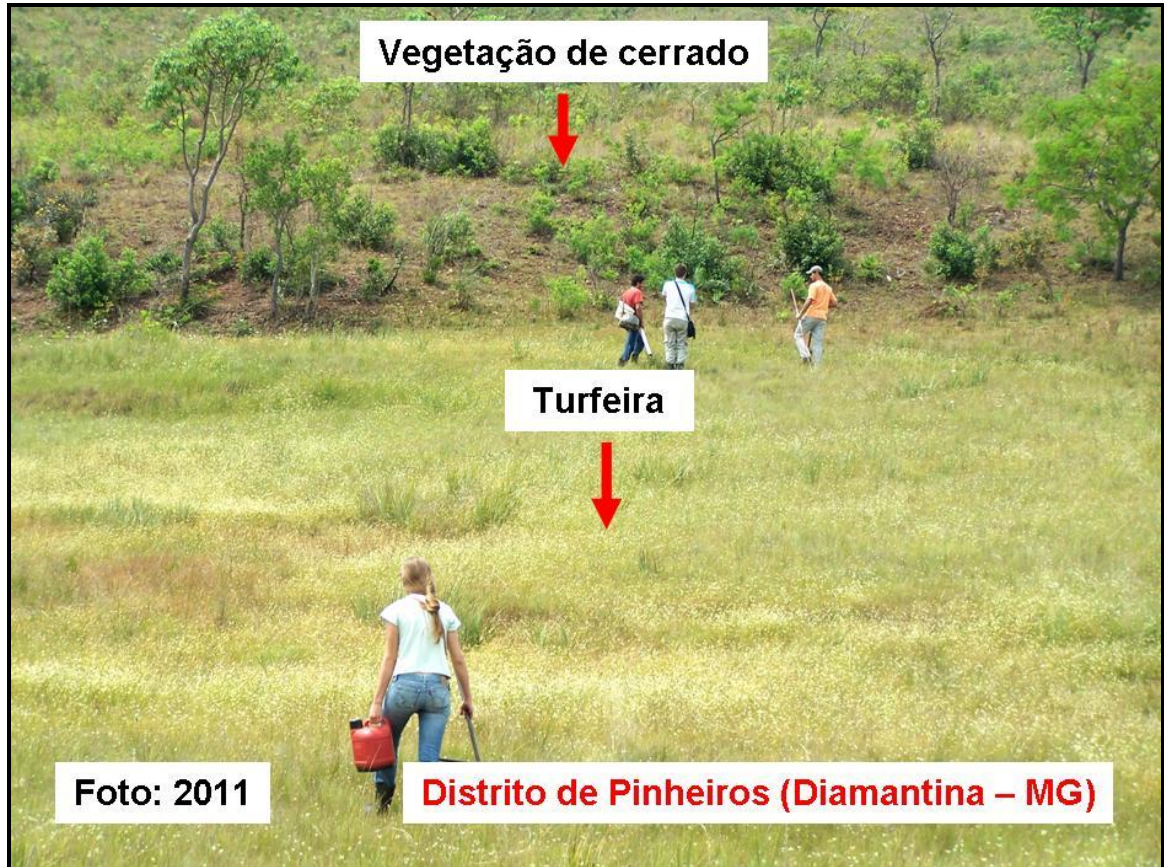 Vegetação de cerrado
Turfeira
Foto: 2011
Distrito de Pinheiros (Diamantina – MG)